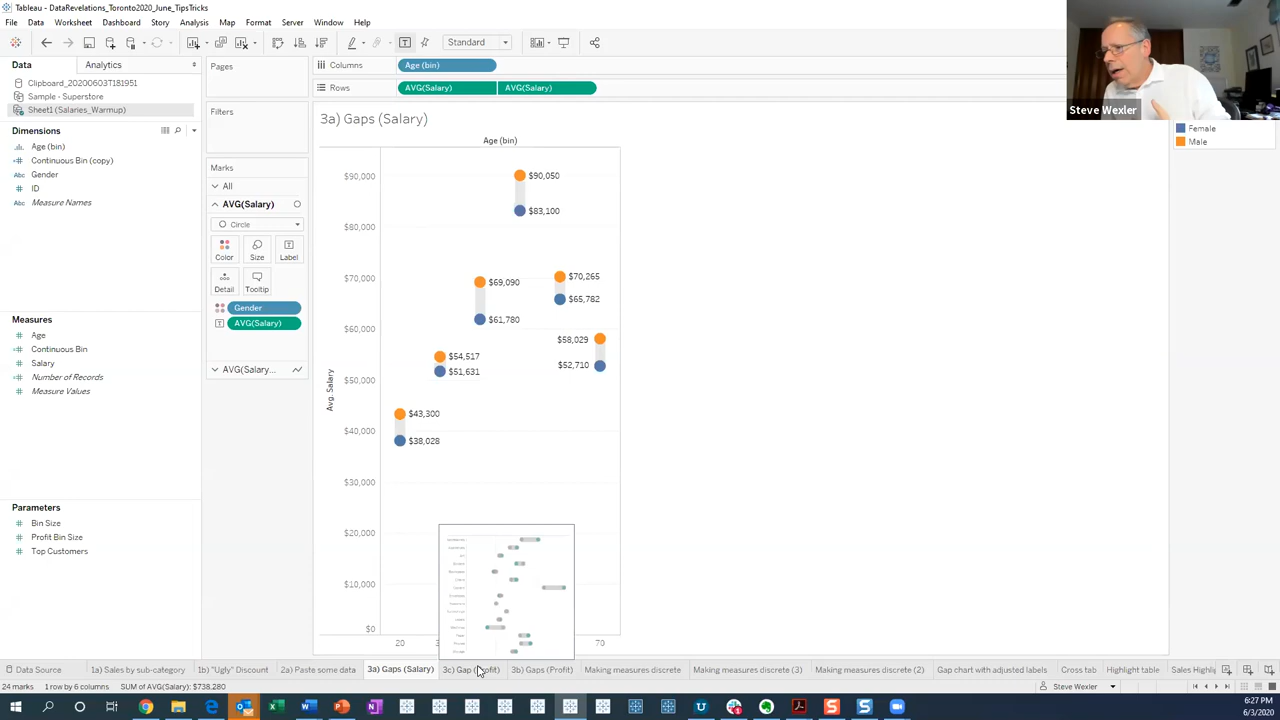 Tableau - DataRevelations_Toronto2020_June_TipsTricks
File Data Worksheet Dashboard Story Analysis Map Format Server Window Help
Standard
Steve Wexler
Data Analytics
Clipboard_20200603T181951
Sample - Superstore
Sheet1 (Salaries_Warmup)
Dimensions
Age (bin)
Continuous Bin (copy)
Abc Gender
ID
Abc Measure Names
Measures
Age
Continuous Bin
Salary
Number of Records
Measure Values
Parameters
Bin Size
Profit Bin Size
Top Customers
Pages
Filters
Marks
All
AVG(Salary)
Circle
Color Size Label
Detail Tooltip
Gender
AVG(Salary)
AVG(Salary...
Columns Age (bin)
Rows AVG(Salary) AVG(Salary)
3a) Gaps (Salary)
Age (bin)
Avg. Salary
$90,000
$80,000
$70,000
$60,000
$50,000
$40,000
$30,000
$20,000
$10,000
$0
$90,050
$83,100
$69,090
$70,265
$65,782
$61,780
$58,029
$54,517
$52,710
$51,631
$43,300
$38,028
20 70
Female
Male
Data Source 1a) Sales by sub-category 1b) "Ugly" Discount 2a) Paste some data 3a) Gaps (Salary) 3c) Gap (Profit) 3b) Gaps (Profit) Making measures discrete Making measures discrete (3) Making measures discrete (2) Gap chart with adjusted labels Cross tab Highlight table Sales Highli
24 marks 1 row by 6 columns SUM of AVG(Salary): $738,280
Steve Wexler
6:27 PM
6/3/2020